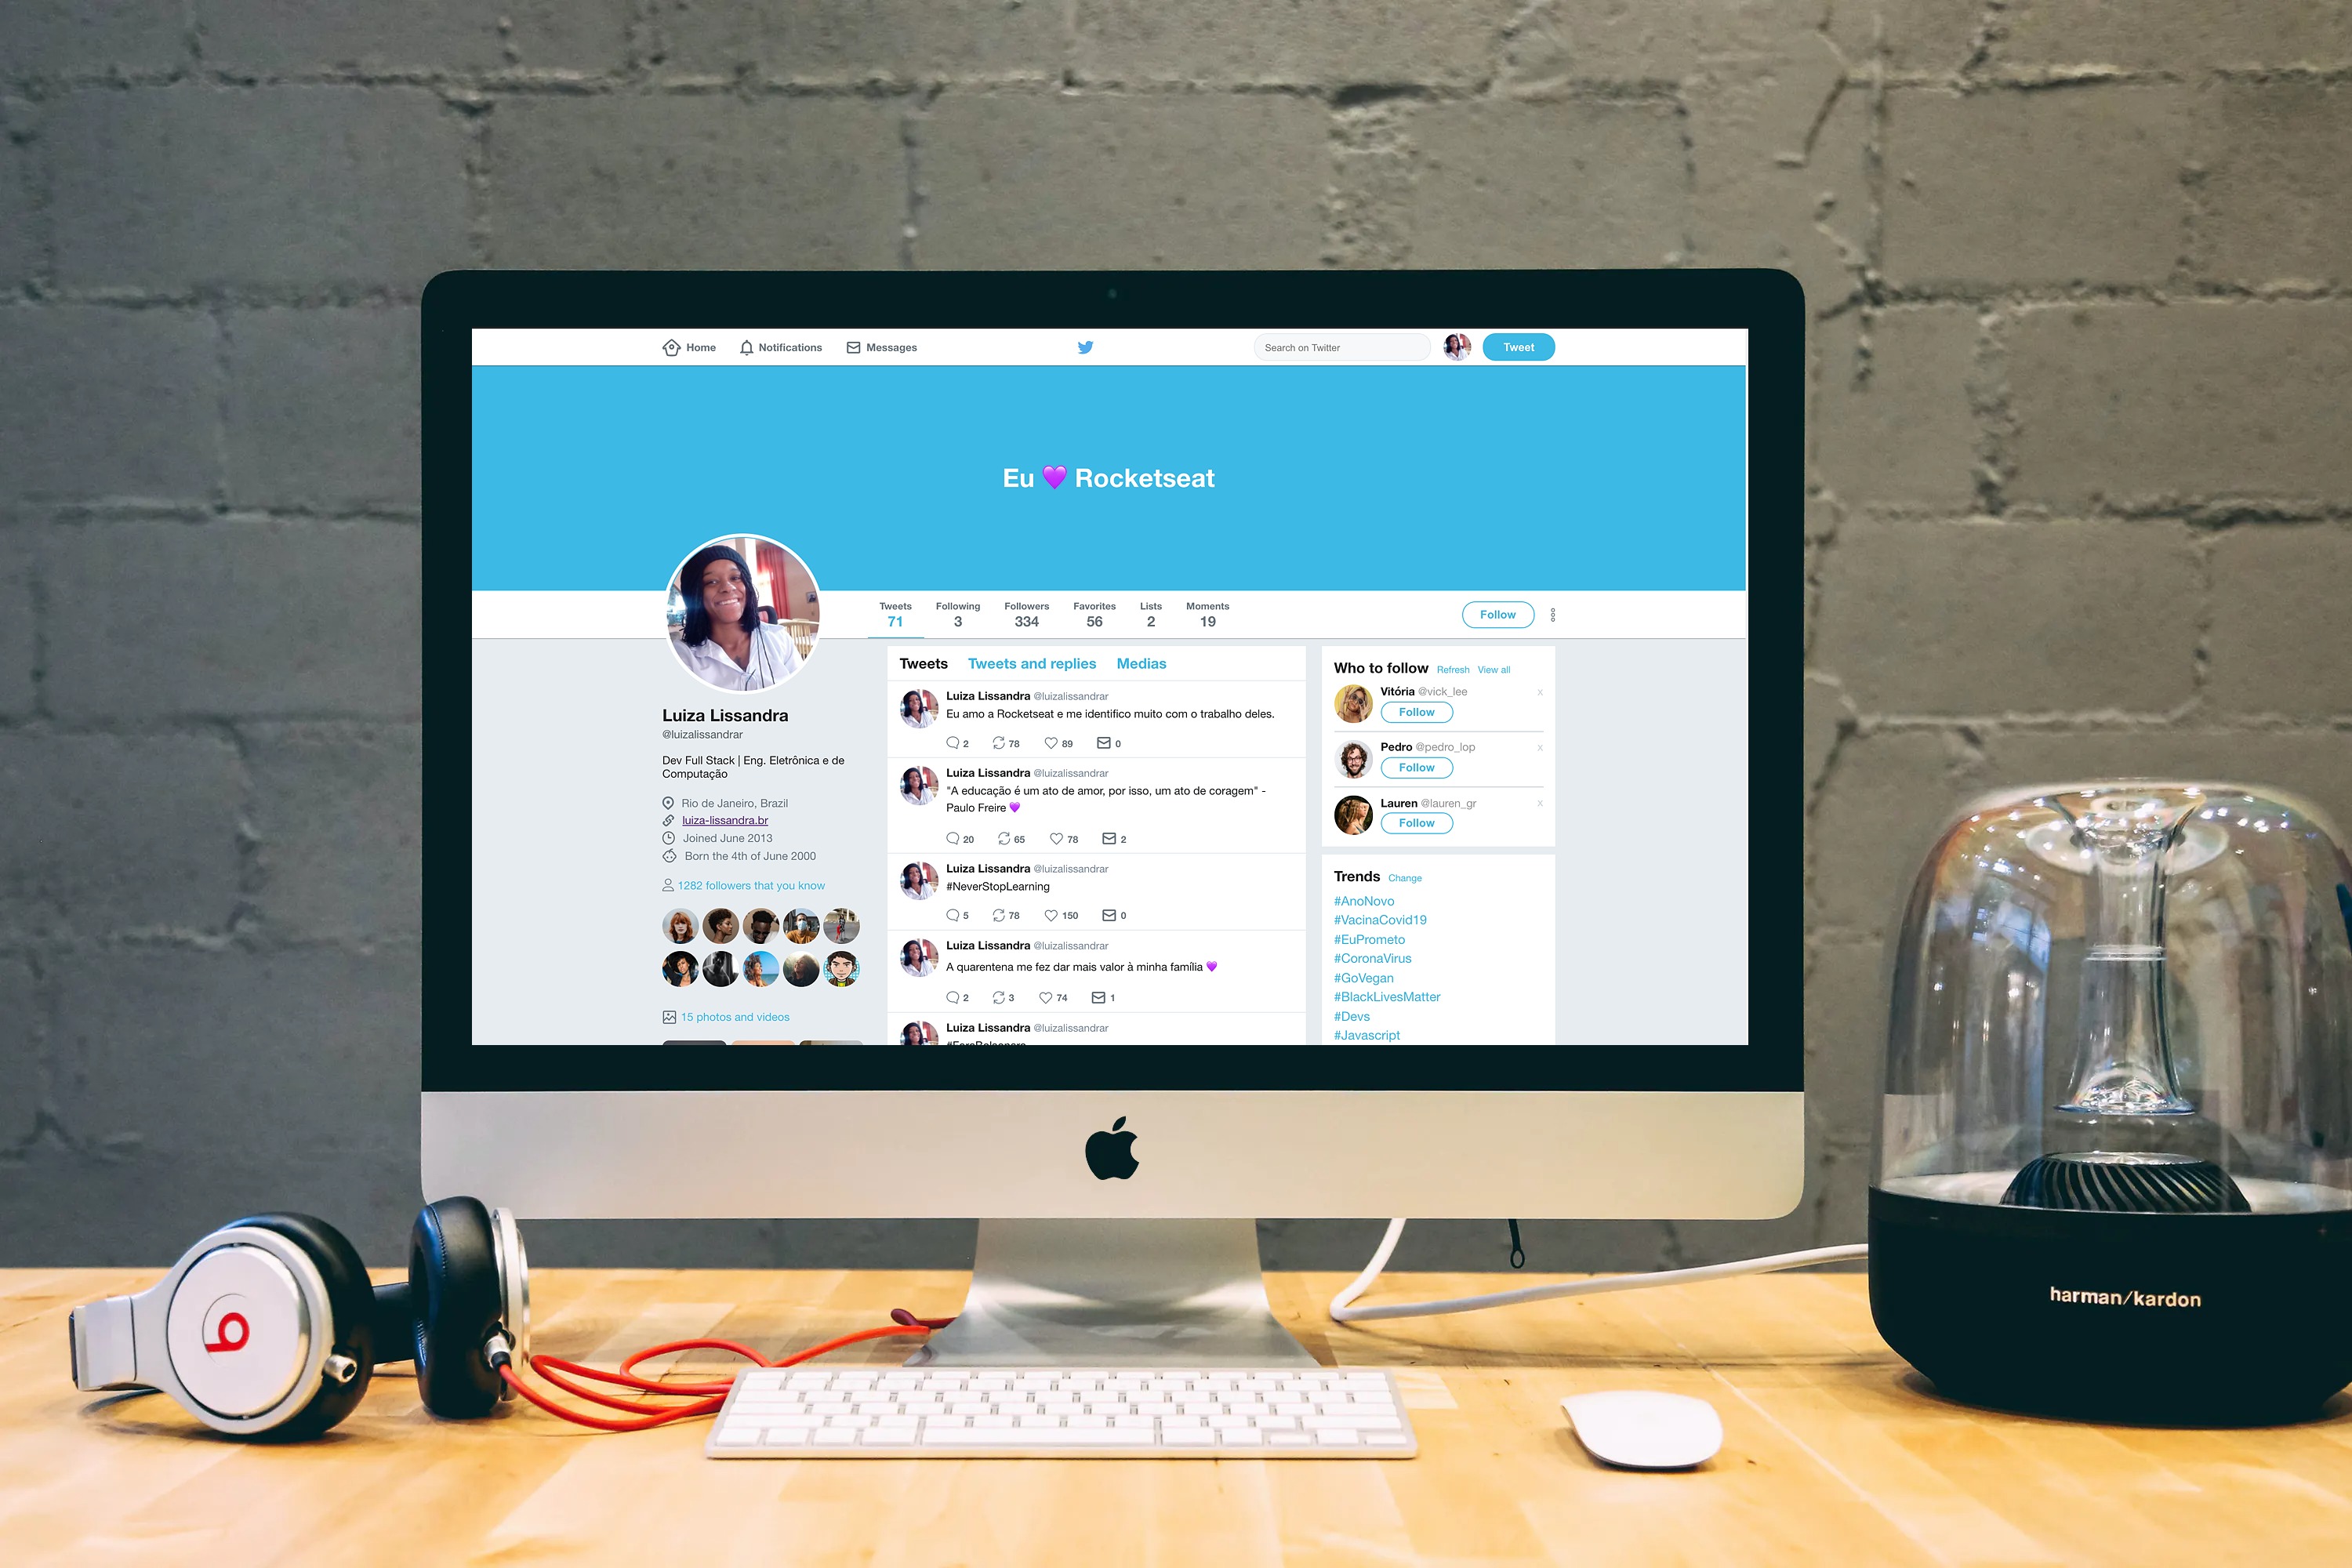 Home Notifications Messages Search on Twitter Tweet
Eu 💜 Rocketseat
Tweets Following Followers Favorites Lists Moments
71 3 334 56 2 19
Follow
Luiza Lissandra
@luizalissandrar
Dev Full Stack | Eng. Eletrônica e de
Computação
Rio de Janeiro, Brazil
luiza-lissandra.br
Joined June 2013
Born the 4th of June 2000
1282 followers that you know
15 photos and videos
Tweets Tweets and replies Medias
Luiza Lissandra @luizalissandrar
Eu amo a Rocketseat e me identifico muito com o trabalho deles.
2 78 89 0
Luiza Lissandra @luizalissandrar
"A educação é um ato de amor, por isso, um ato de coragem" -
Paulo Freire 💜
20 65 78 2
Luiza Lissandra @luizalissandrar
#NeverStopLearning
5 78 150 0
Luiza Lissandra @luizalissandrar
A quarentena me fez dar mais valor à minha família 💜
2 3 74 1
Luiza Lissandra @luizalissandrar
Who to follow Refresh View all
Vitória @vick_lee x
Follow
Pedro @pedro_lop x
Follow
Lauren @lauren_gr x
Follow
Trends Change
#AnoNovo
#VacinaCovid19
#EuPrometo
#CoronaVirus
#GoVegan
#BlackLivesMatter
#Devs
#Javascript
b
harman/kardon